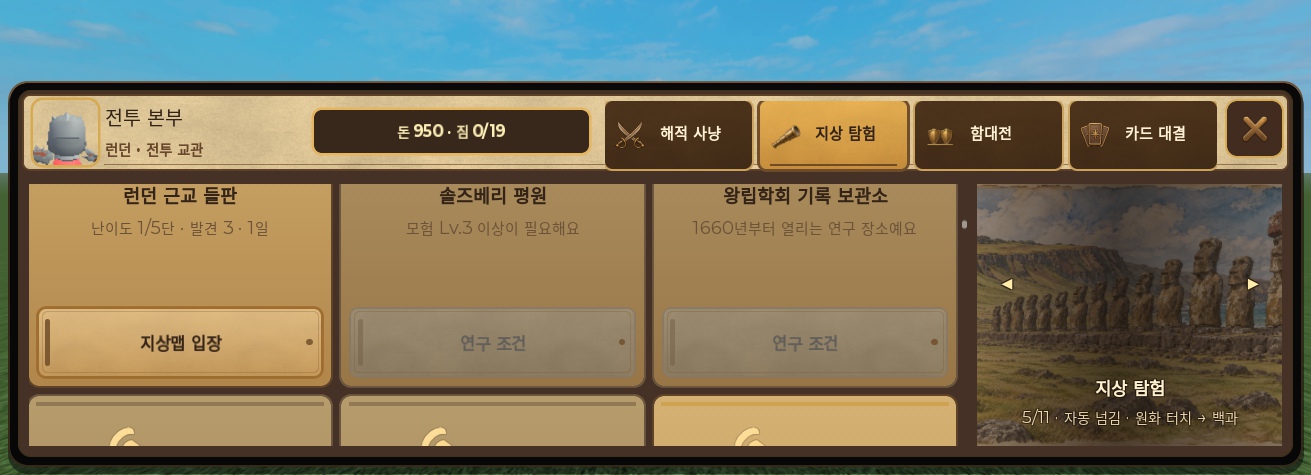 전투 본부
런던 · 전투 교관
돈 950 · 짐 0/19
해적 사냥
지상 탐험
함대전
카드 대결
런던 근교 들판
난이도 1/5단 · 발견 3 · 1일
지상맵 입장
솔즈베리 평원
모험 Lv.3 이상이 필요해요
연구 조건
왕립학회 기록 보관소
1660년부터 열리는 연구 장소예요
연구 조건
지상 탐험
5/11 · 자동 넘김 · 원화 터치 → 백과